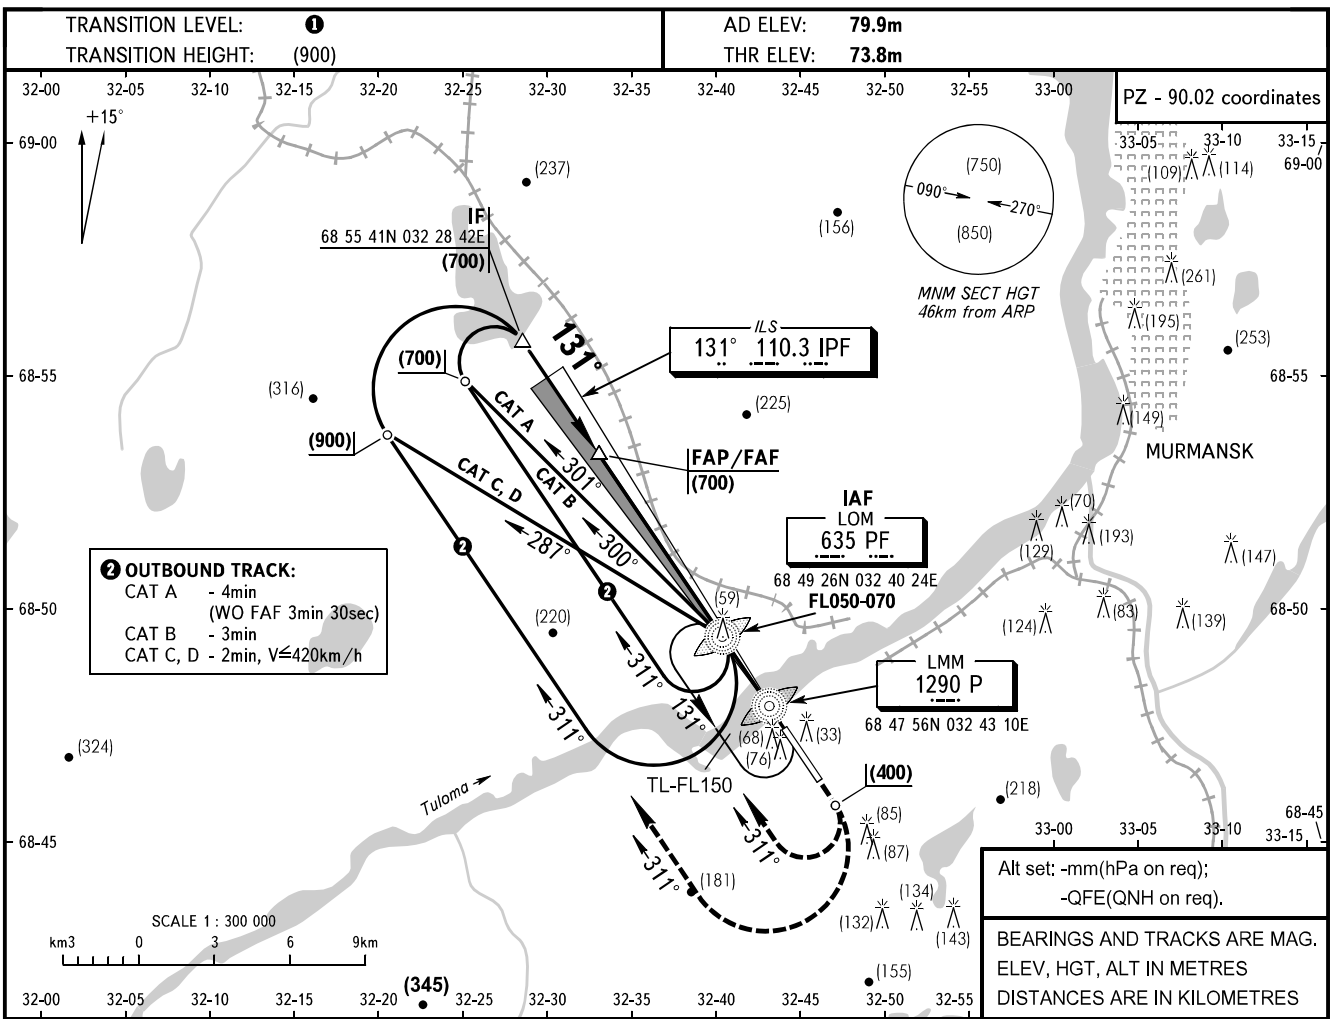 TRANSITION LEVEL: 1
TRANSITION HEIGHT: (900)
AD ELEV: 79.9m
THR ELEV: 73.8m
32-00 32-05 32-10 32-15 32-20 32-25 32-30 32-35 32-40 32-45 32-50 32-55 33-00
PZ - 90.02 coordinates
33-05 33-10 33-15
69-00
69-00
+15°
(237)
(156)
(750)
090°
270°
(850)
MNM SECT HGT
46km from ARP
(109)
(114)
(261)
(195)
(253)
IF
68 55 41N 032 28 42E
(700)
131°
ILS
131° 110.3 IPF
68-55
68-55
(700)
(316)
(900)
(225)
(149)
MURMANSK
CAT A
301°
CAT B
300°
CAT C, D
287°
FAP/FAF
(700)
IAF
LOM
635 PF
68 49 26N 032 40 24E
FL050-070
(70)
(129)
(193)
(147)
(59)
2
2
2 OUTBOUND TRACK:
CAT A - 4min
(WO FAF 3min 30sec)
CAT B - 3min
CAT C, D - 2min, V≤420km/h
68-50
68-50
(220)
(124)
(83)
(139)
311°
131°
311°
LMM
1290 P
68 47 56N 032 43 10E
(68)
(76)
(33)
(324)
TL-FL150
Tuloma
(400)
(218)
68-45
68-45
33-00 33-05 33-10
33-15
(85)
(87)
311°
311°
(181)
(134)
(132)
(143)
(155)
Alt set: -mm(hPa on req);
-QFE(QNH on req).
BEARINGS AND TRACKS ARE MAG.
ELEV, HGT, ALT IN METRES
DISTANCES ARE IN KILOMETRES
SCALE 1 : 300 000
km3 0 3 6 9km
(345)
32-00 32-05 32-10 32-15 32-20 32-25 32-30 32-35 32-40 32-45 32-50 32-55